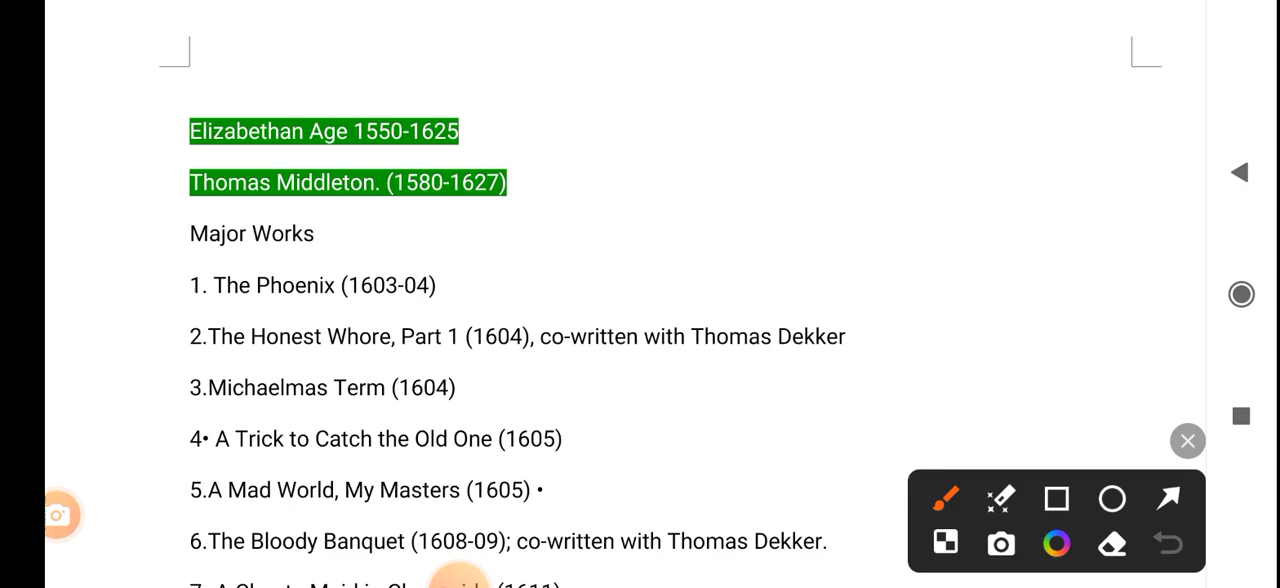 Elizabethan Age 1550-1625
Thomas Middleton. (1580-1627)
Major Works
1. The Phoenix (1603-04)
2.The Honest Whore, Part 1 (1604), co-written with Thomas Dekker
3.Michaelmas Term (1604)
4• A Trick to Catch the Old One (1605)
5.A Mad World, My Masters (1605) •
6.The Bloody Banquet (1608-09); co-written with Thomas Dekker.
(1611)